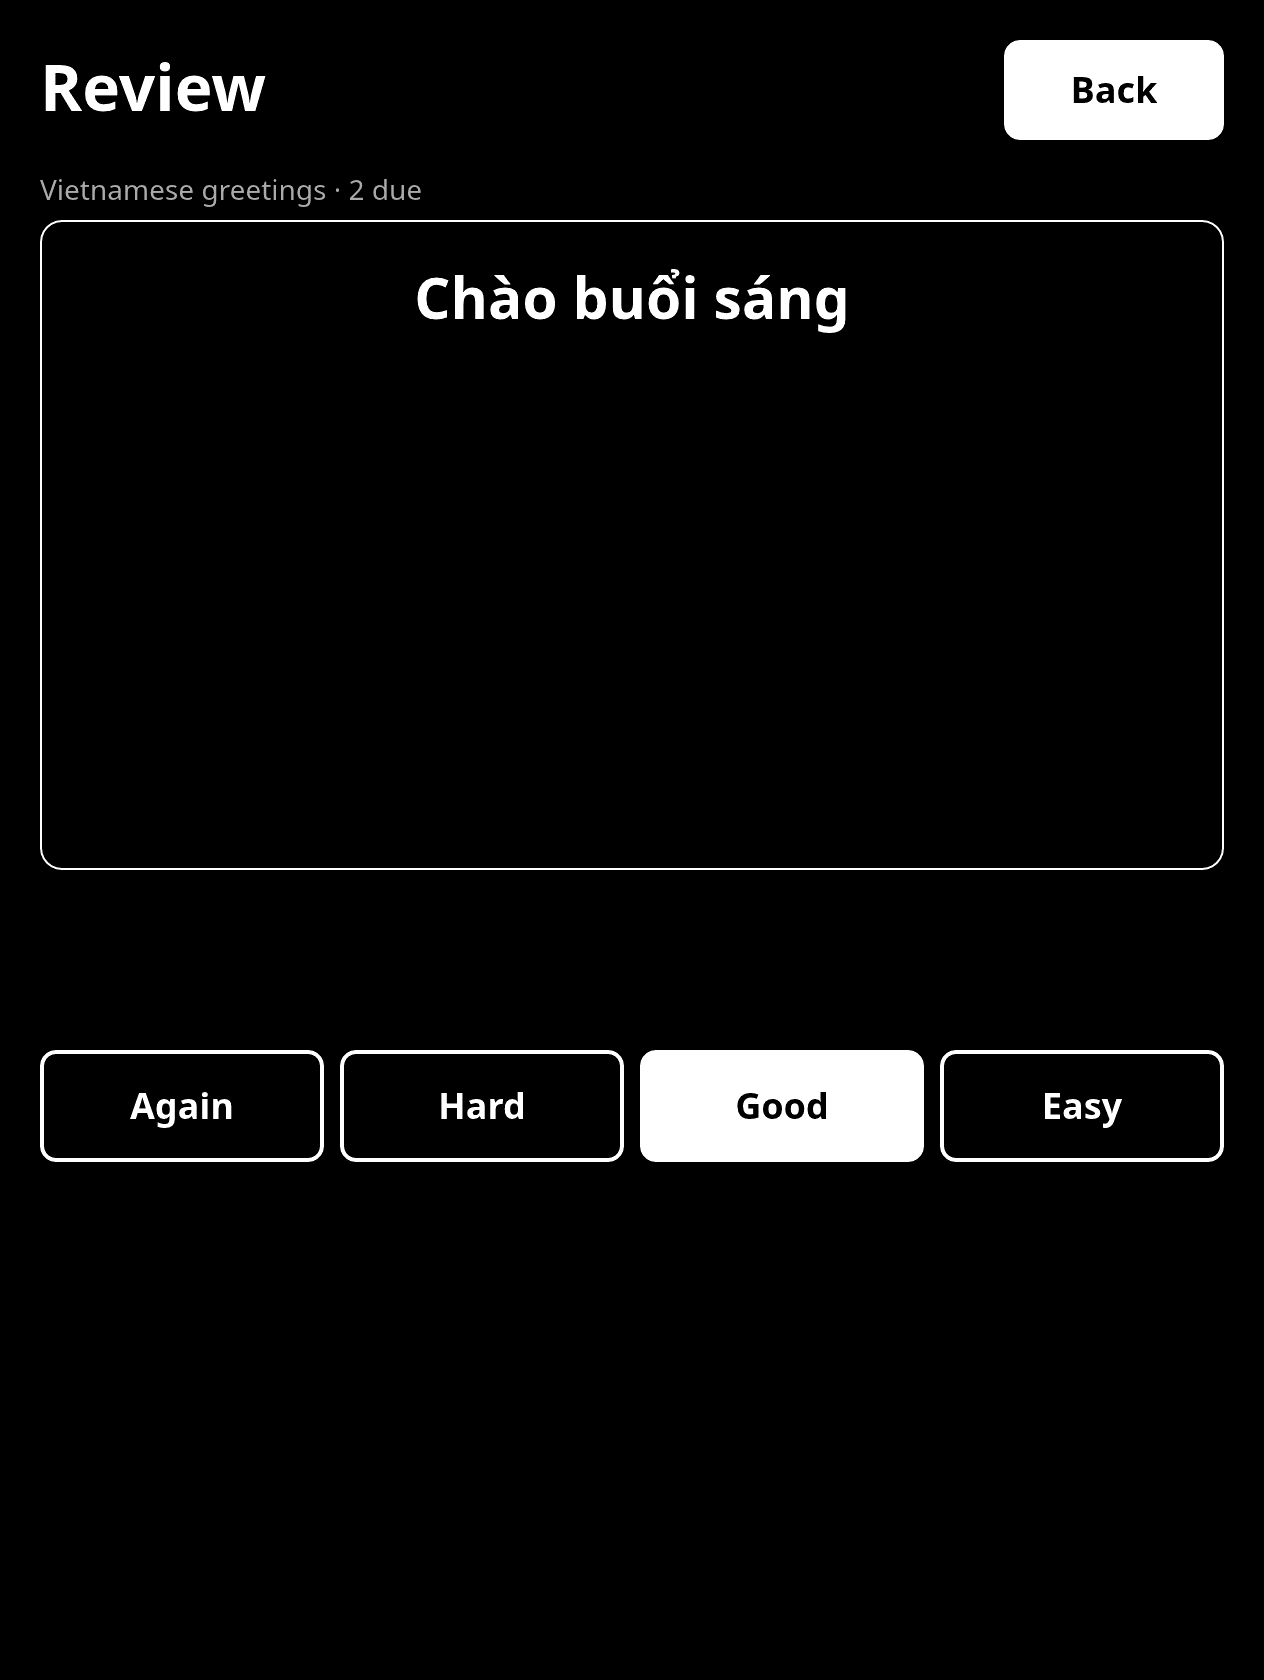 Review
Back
Vietnamese greetings · 2 due
Chào buổi sáng
Again
Hard
Good
Easy